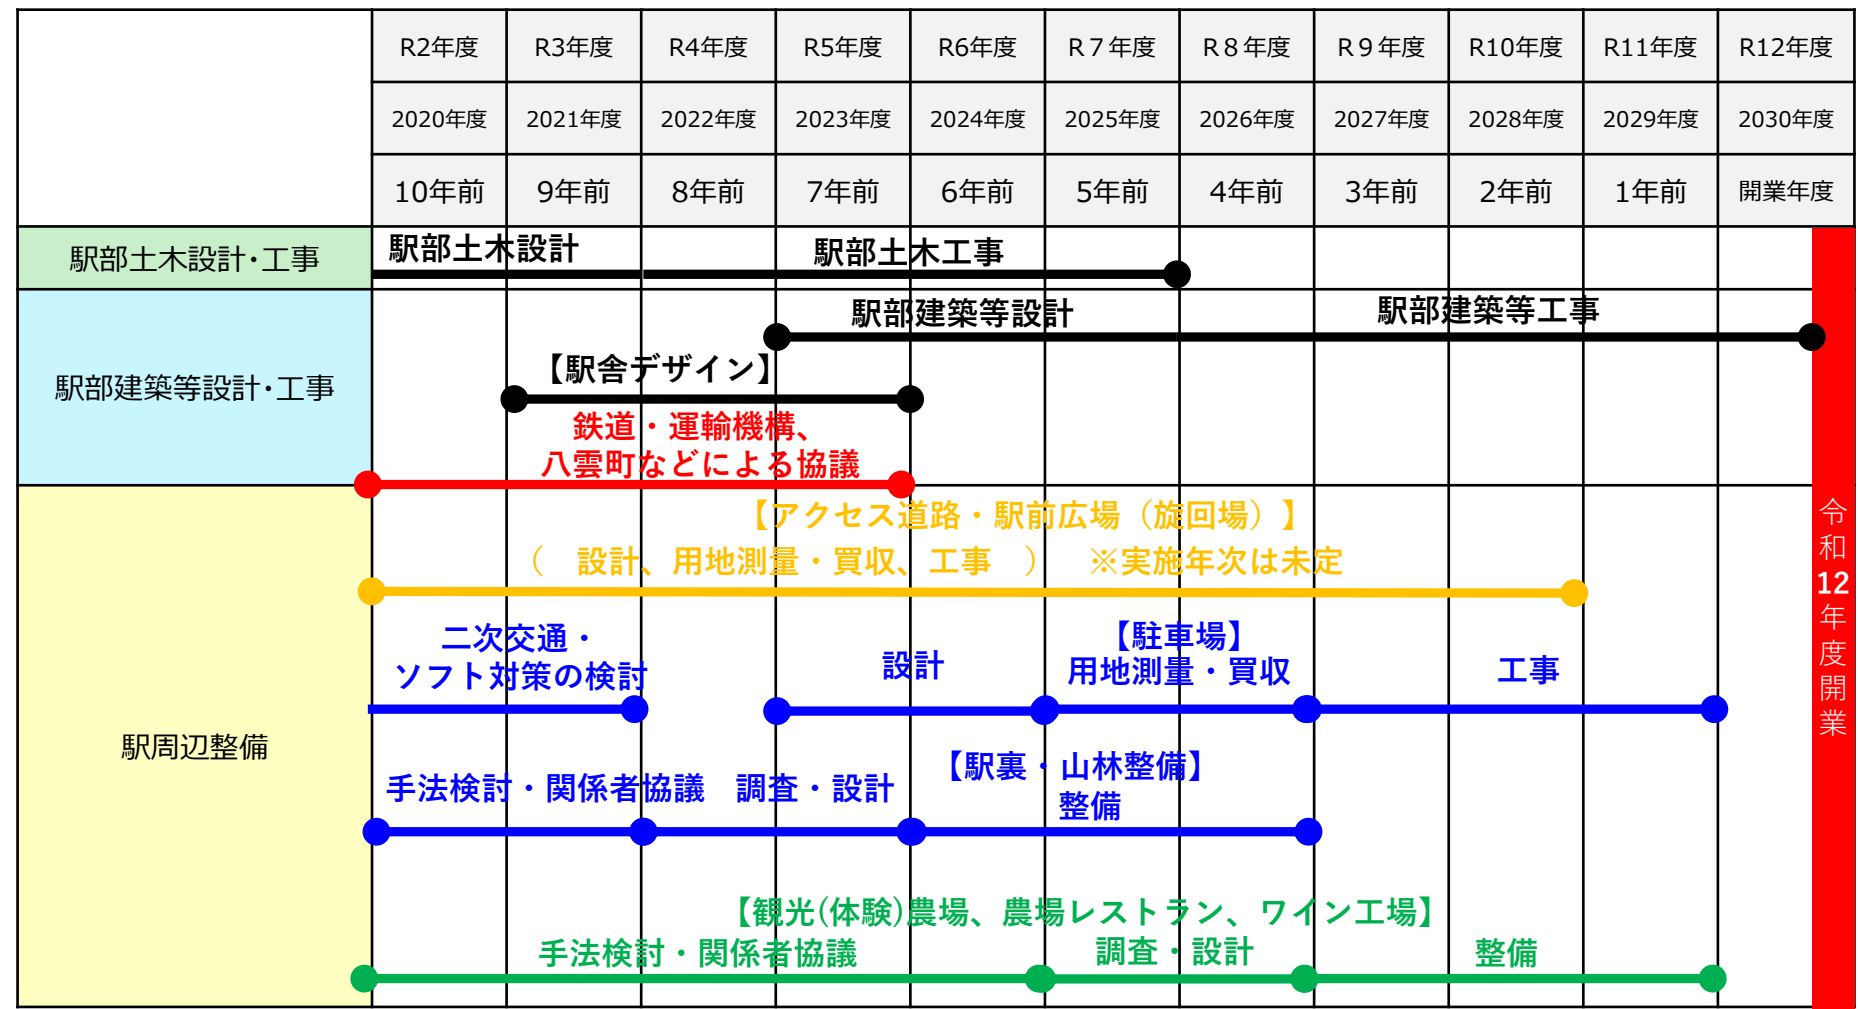 R2年度 R3年度 R4年度 R5年度 R6年度 R７年度 R８年度 R９年度 R10年度 R11年度 R12年度
2020年度 2021年度 2022年度 2023年度 2024年度 2025年度 2026年度 2027年度 2028年度 2029年度 2030年度
10年前 9年前 8年前 7年前 6年前 5年前 4年前 3年前 2年前 1年前 開業年度
駅部土木設計･工事
駅部土木設計 駅部土木工事
駅部建築等設計･工事
駅部建築等設計 駅部建築等工事
【駅舎デザイン】
鉄道・運輸機構、
八雲町などによる協議
駅周辺整備
【アクセス道路・駅前広場（旋回場）】
（　設計、用地測量・買収、工事　）　※実施年次は未定
二次交通・
ソフト対策の検討
設計
【駐車場】
用地測量・買収
工事
手法検討・関係者協議 調査・設計
【駅裏・山林整備】
整備
【観光(体験)農場、農場レストラン、ワイン工場】
手法検討・関係者協議 調査・設計 整備
令和12年度開業